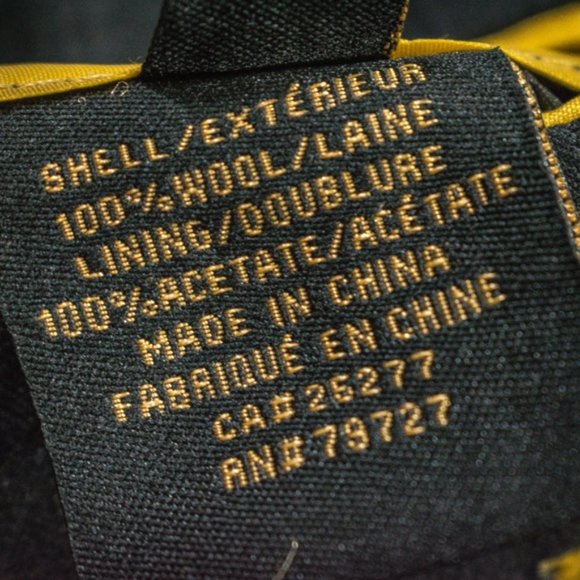 SHELL/EXTÉRIEUR
100% WOOL/LAINE
LINING/DOUBLURE
100% ACETATE/ACÉTATE
MADE IN CHINA
FABRIQUÉ EN CHINE
CA# 26277
RN# 79727